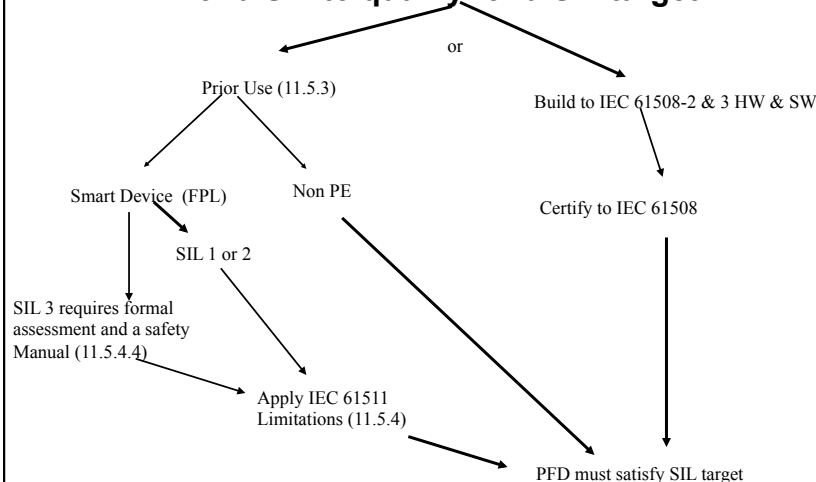 or
Prior Use (11.5.3)
Build to IEC 61508-2 & 3 HW & SW
Smart Device (FPL)
Non PE
Certify to IEC 61508
SIL 1 or 2
SIL 3 requires formal
assessment and a safety
Manual (11.5.4.4)
Apply IEC 61511
Limitations (11.5.4)
PFD must satisfy SIL target